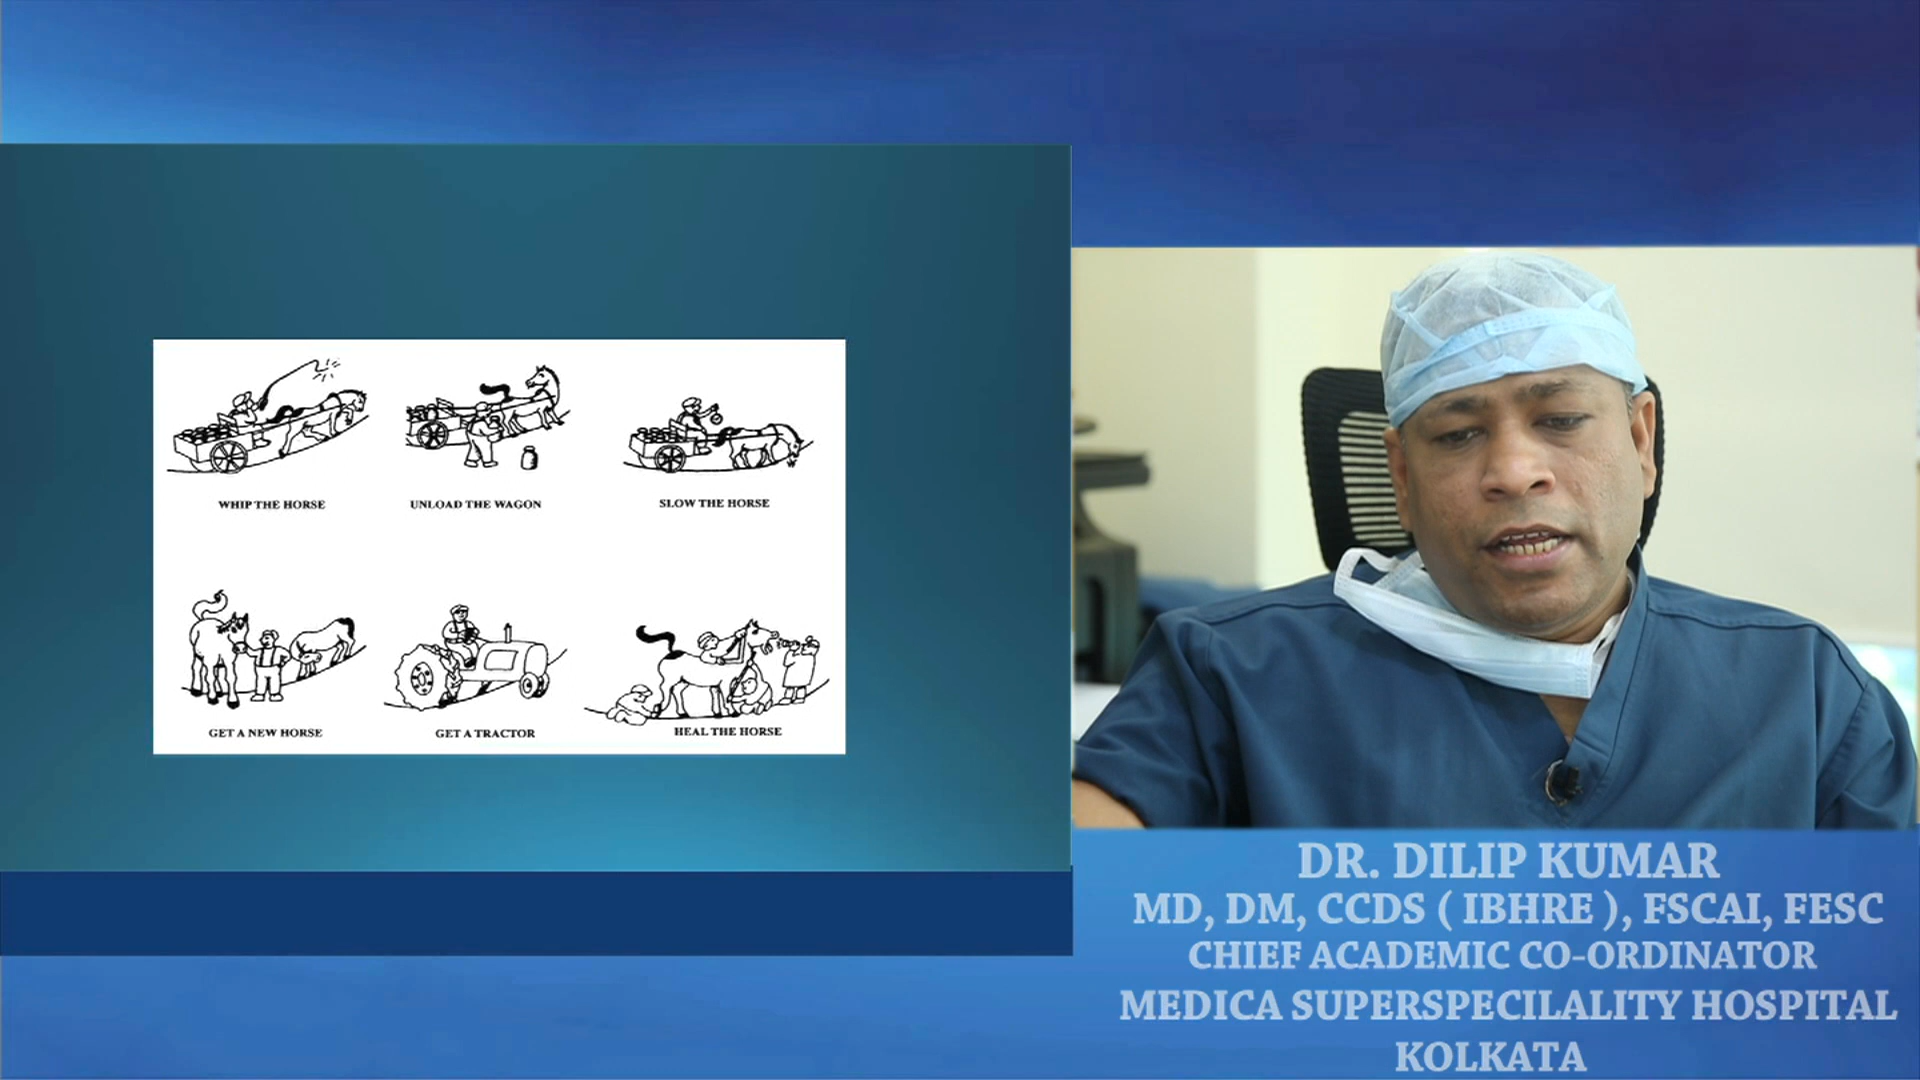 WHIP THE HORSE
UNLOAD THE WAGON
SLOW THE HORSE
GET A NEW HORSE
GET A TRACTOR
HEAL THE HORSE
DR. DILIP KUMAR
MD, DM, CCDS ( IBHRE ), FSCAI, FESC
CHIEF ACADEMIC CO-ORDINATOR
MEDICA SUPERSPECILALITY HOSPITAL
KOLKATA